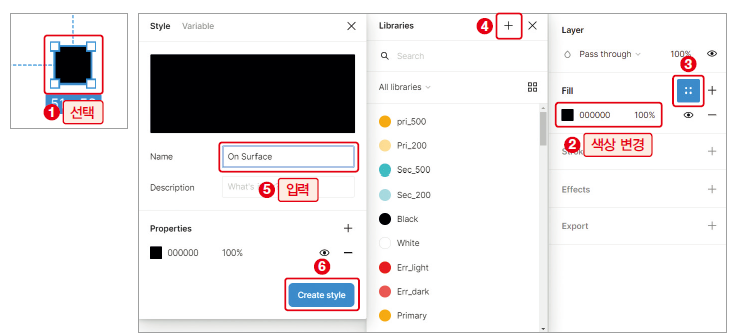 1 선택
Style Variable
Name On Surface
Description What's
5 입력
Properties
000000 100%
6
Create style
Libraries
4
Search
All libraries
pri_500
Pri_200
Sec_500
Sec_200
Black
White
Err_light
Err_dark
Primary
Layer
Pass through 100%
3
Fill
000000 100%
2 색상 변경
Effects
Export